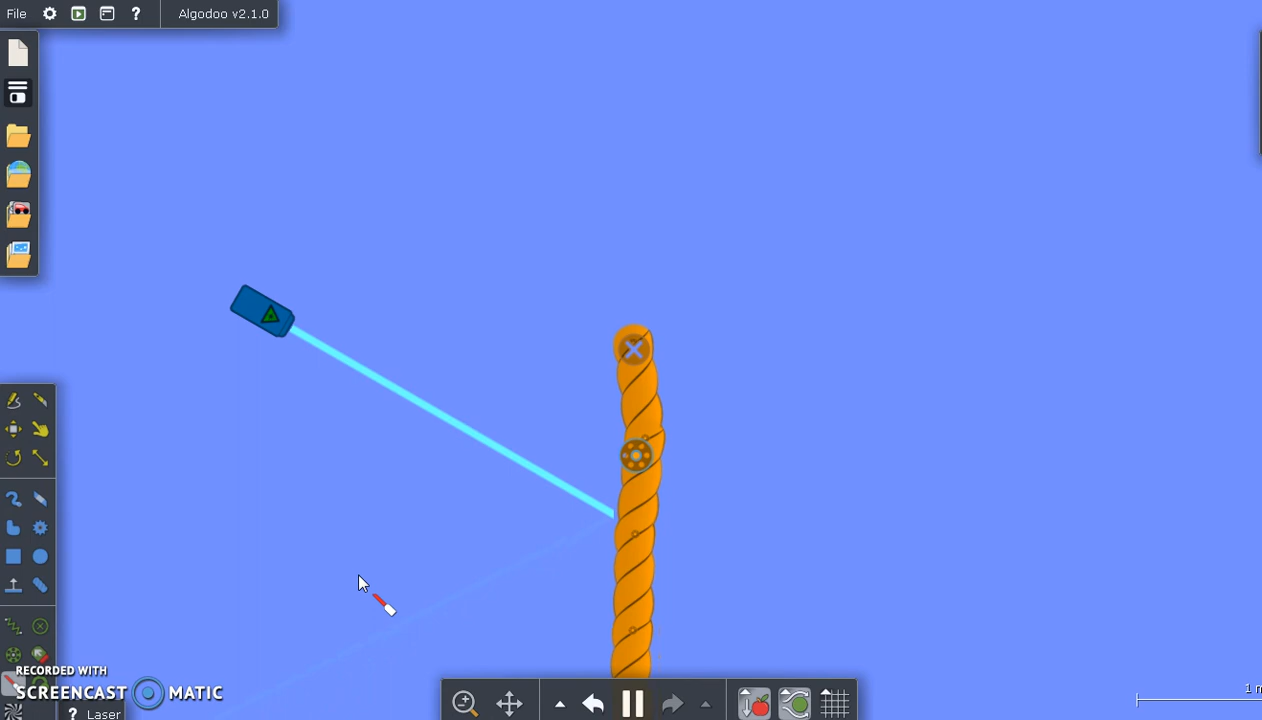 File ? Algodoo v2.1.0
RECORDED WITH
SCREENCAST MATIC
? Laser
1 m